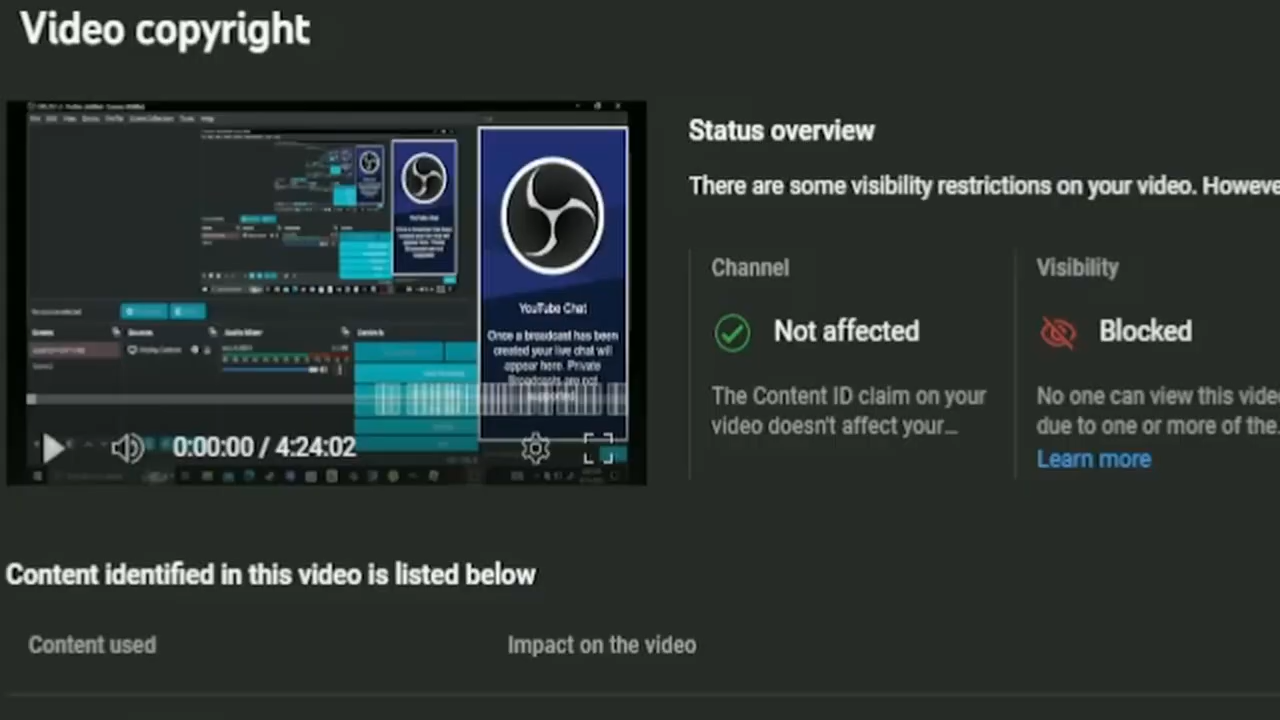 Video copyright
YouTube Chat
Once a broadcast has been
created your live chat will
appear here. Private
Broadcasts are not
supported.
0:00:00 / 4:24:02
Status overview
There are some visibility restrictions on your video. Howeve
Channel
Not affected
The Content ID claim on your
video doesn't affect your...
Visibility
Blocked
No one can view this vide
due to one or more of the.
Learn more
Content identified in this video is listed below
Content used
Impact on the video